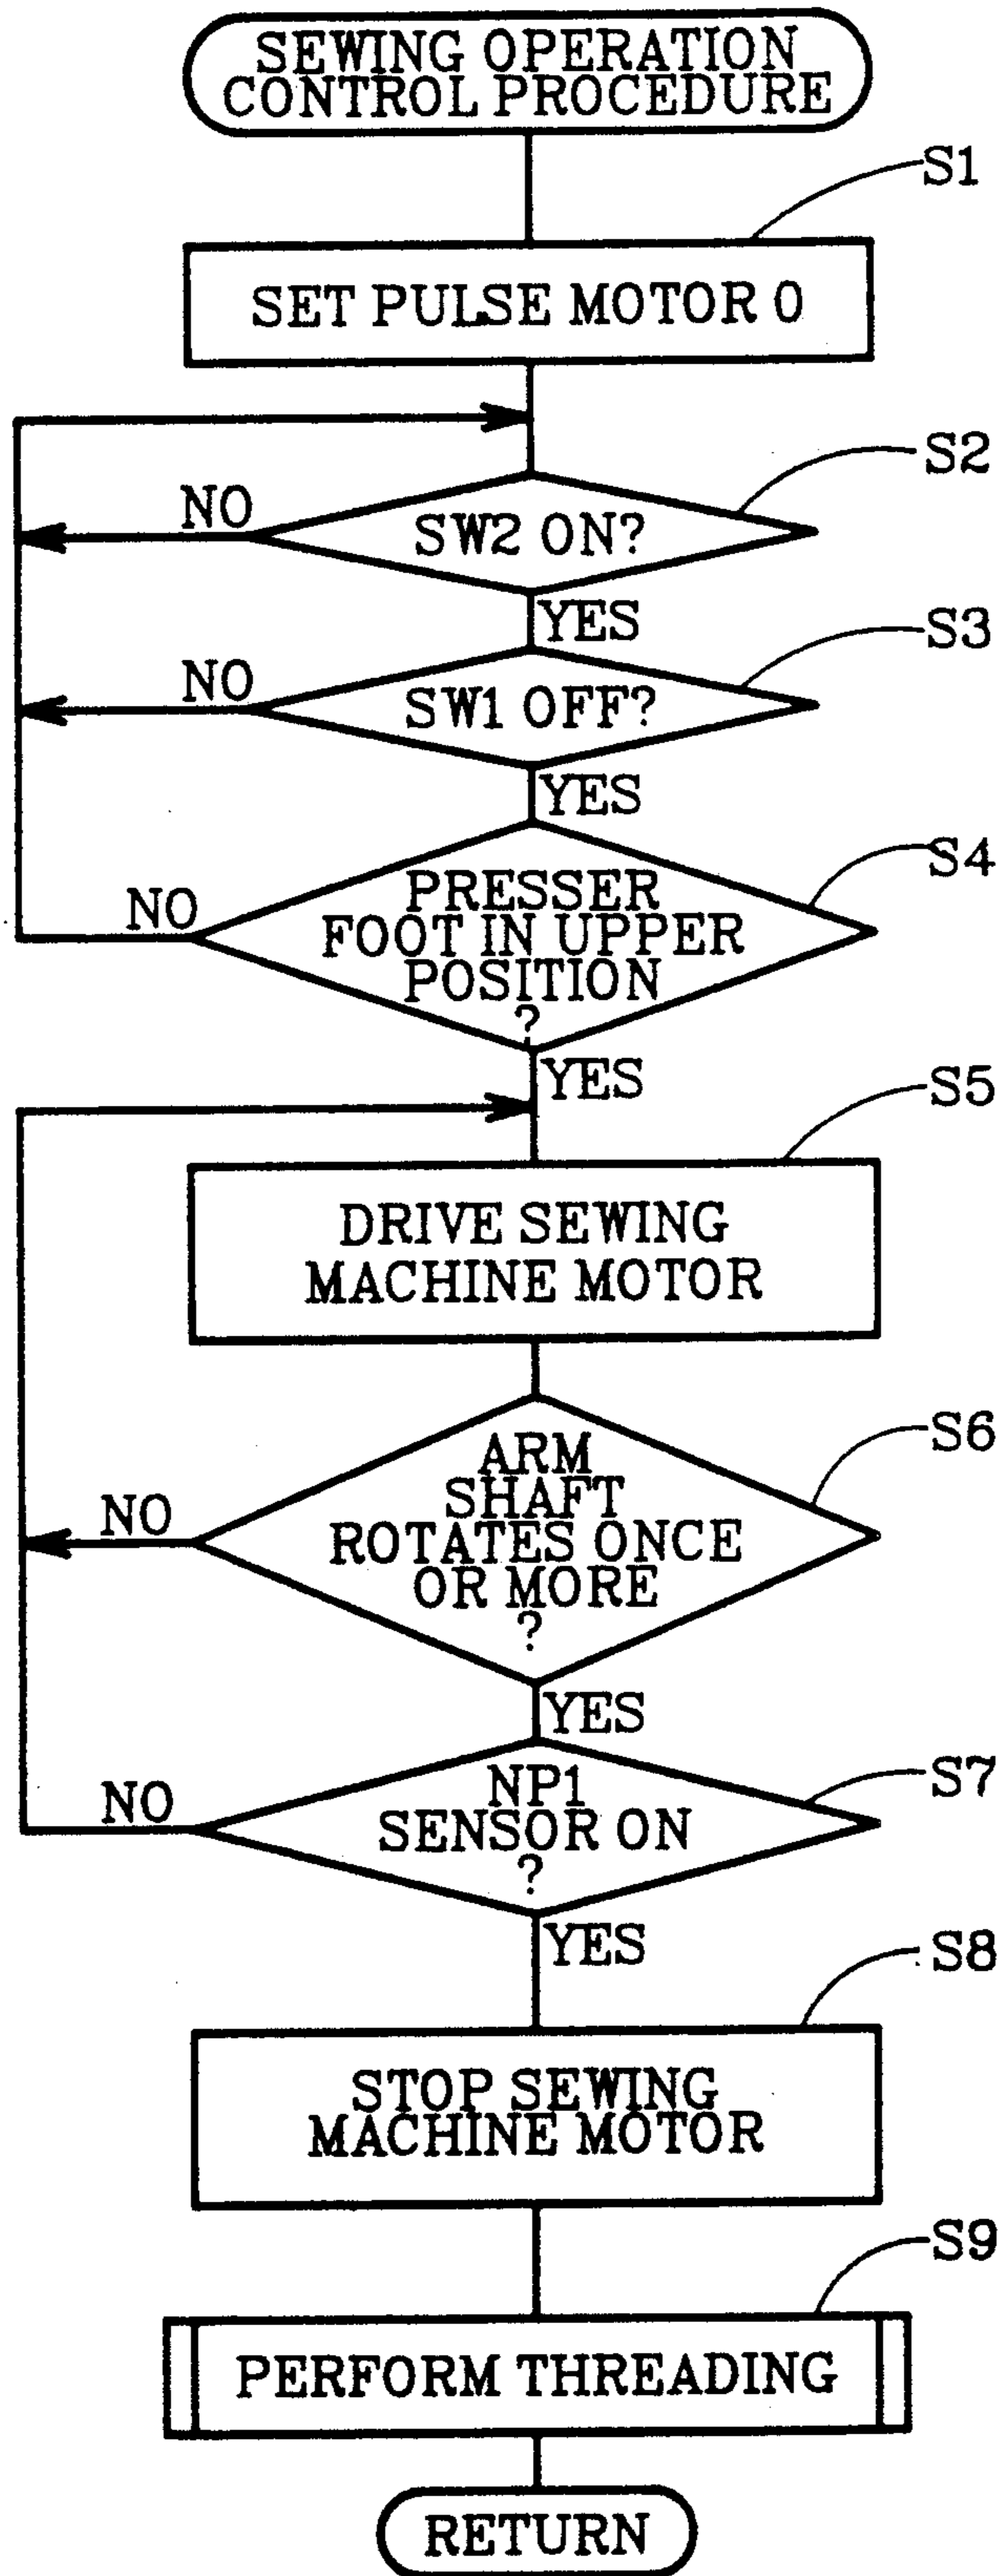 SEWING OPERATION
CONTROL PROCEDURE
S1
SET PULSE MOTOR 0
S2
NO
SW2 ON?
YES
S3
NO
SW1 OFF?
YES
S4
NO
PRESSER
FOOT IN UPPER
POSITION
?
YES
S5
DRIVE SEWING
MACHINE MOTOR
S6
NO
ARM
SHAFT
ROTATES ONCE
OR MORE
?
YES
S7
NO
NP1
SENSOR ON
?
YES
S8
STOP SEWING
MACHINE MOTOR
S9
PERFORM THREADING
RETURN